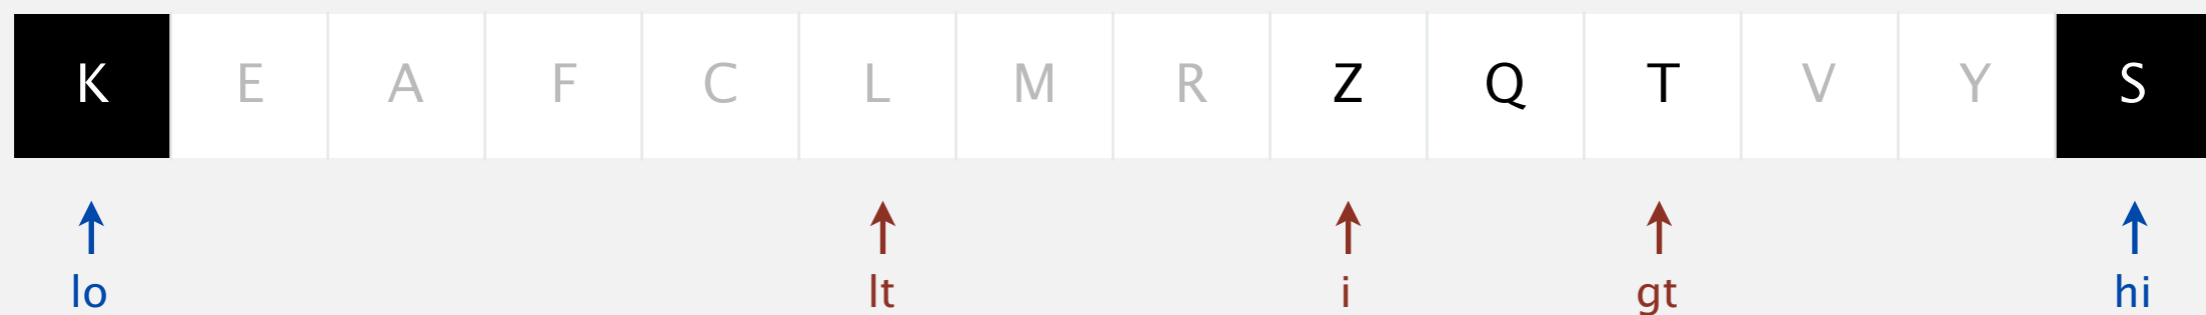 K E A F C L M R Z Q T V Y S
lo lt i gt hi